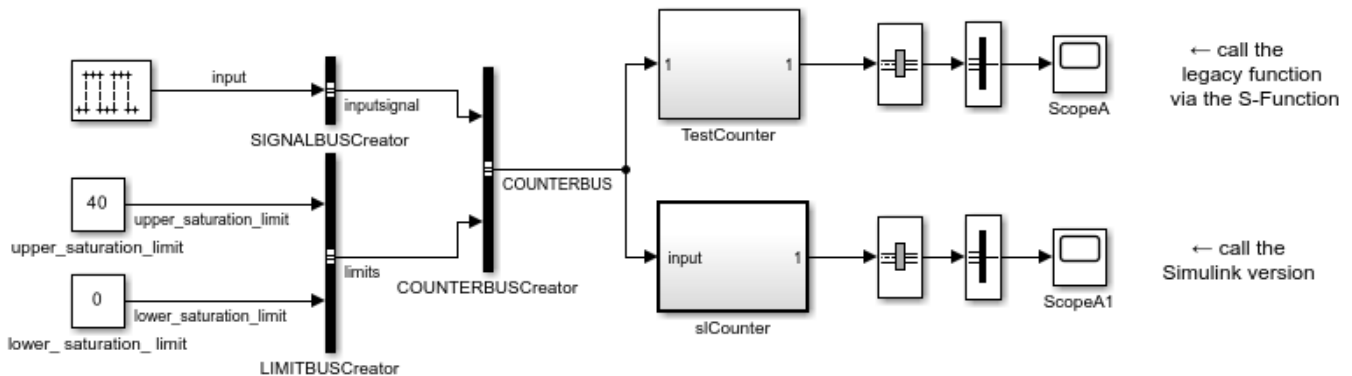 input
inputsignal
SIGNALBUSCreator
40
upper_saturation_limit
upper_saturation_limit
0
lower_saturation_limit
lower_ saturation_ limit
limits
LIMITBUSCreator
COUNTERBUS
COUNTERBUSCreator
1
1
TestCounter
ScopeA
← call the
legacy function
via the S-Function
input
1
slCounter
ScopeA1
← call the
Simulink version